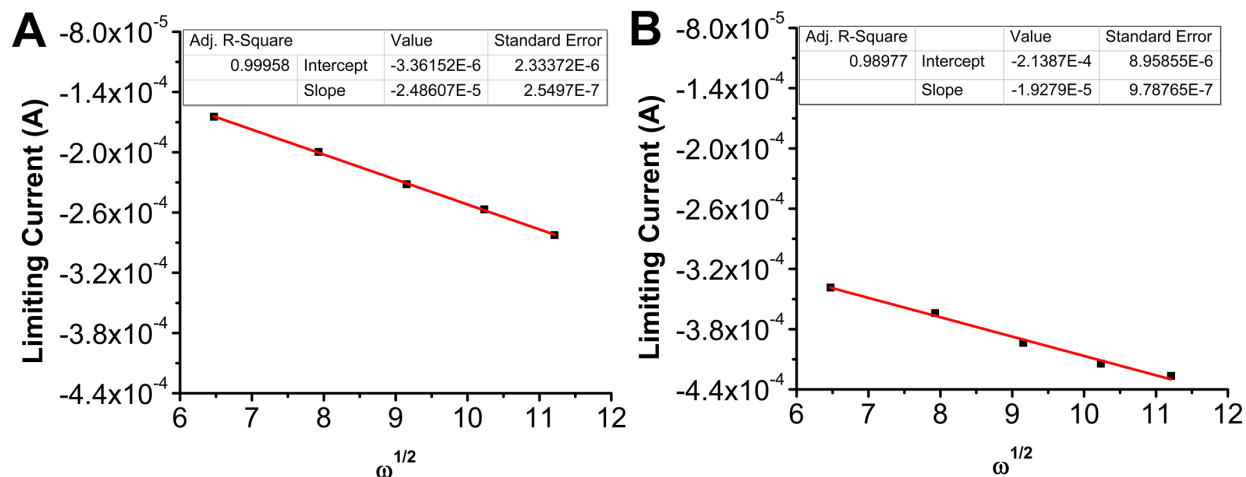 A
Limiting Current (A)
-8.0x10⁻⁵
-1.4x10⁻⁴
-2.0x10⁻⁴
-2.6x10⁻⁴
-3.2x10⁻⁴
-3.8x10⁻⁴
-4.4x10⁻⁴
Adj. R-Square Value Standard Error
0.99958 Intercept -3.36152E-6 2.33372E-6
Slope -2.48607E-5 2.5497E-7
6 7 8 9 10 11 12
ω^1/2
B
Limiting Current (A)
-8.0x10⁻⁵
-1.4x10⁻⁴
-2.0x10⁻⁴
-2.6x10⁻⁴
-3.2x10⁻⁴
-3.8x10⁻⁴
-4.4x10⁻⁴
Adj. R-Square Value Standard Error
0.98977 Intercept -2.1387E-4 8.95855E-6
Slope -1.9279E-5 9.78765E-7
6 7 8 9 10 11 12
ω^1/2